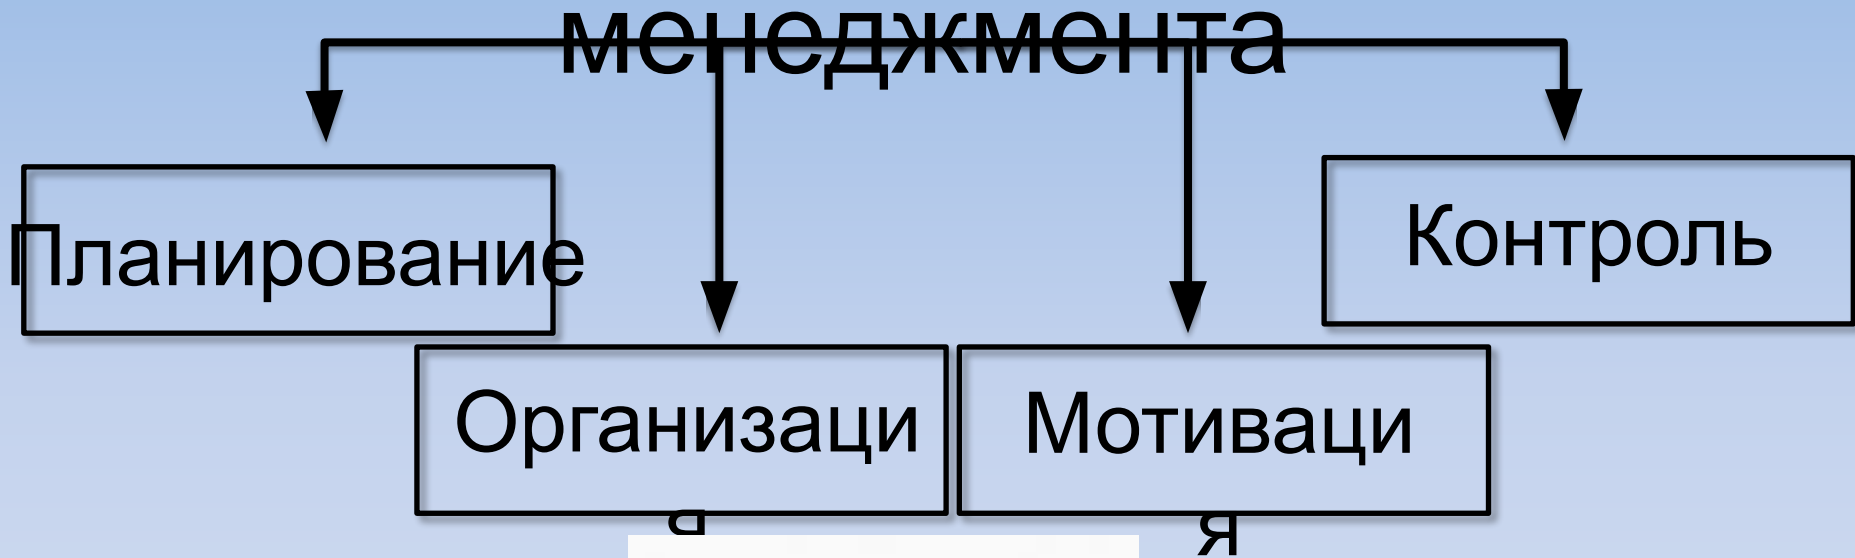 менеджмента
Планирование
Контроль
Организаци
я
Мотиваци
я